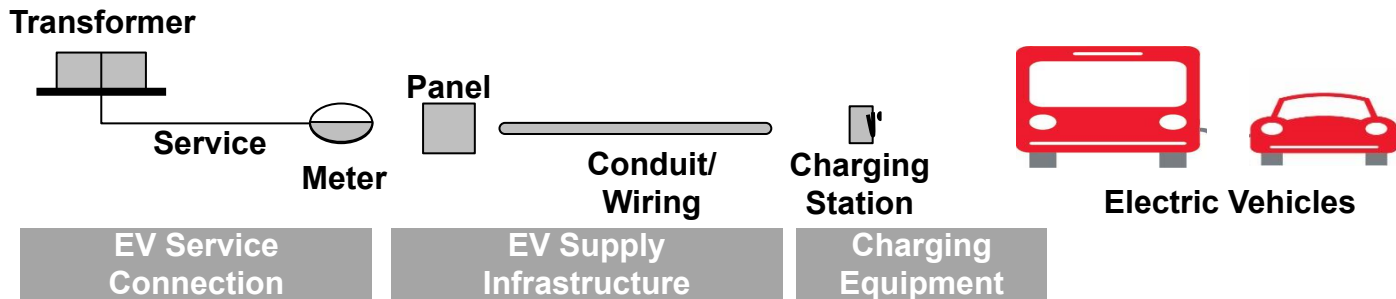 Transformer
Panel
Service
Meter
Conduit/
Wiring
Charging
Station
Electric Vehicles
EV Service
Connection
EV Supply
Infrastructure
Charging
Equipment